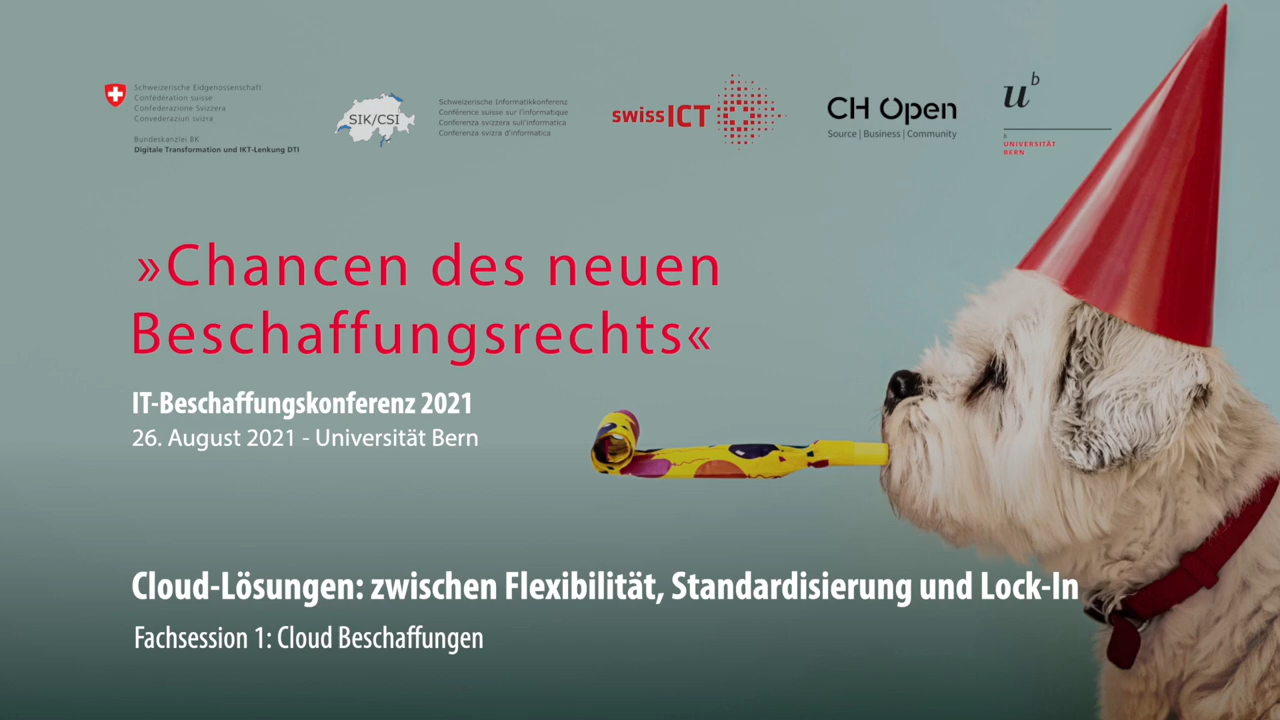 Schweizerische Eidgenossenschaft
Confédération suisse
Confederazione Svizzera
Confederaziun svizra
Bundeskanzlei BK
Digitale Transformation und IKT-Lenkung DTI
SIK/CSI
Schweizerische Informatikkonferenz
Conférence suisse sur l'informatique
Conferenza svizzera sull'informatica
Conferenza svizra d'informatica
swissICT
CH Open
Source | Business | Community
u
b
b
UNIVERSITÄT
BERN
»Chancen des neuen
Beschaffungsrechts«
IT-Beschaffungskonferenz 2021
26. August 2021 - Universität Bern
Cloud-Lösungen: zwischen Flexibilität, Standardisierung und Lock-In
Fachsession 1: Cloud Beschaffungen